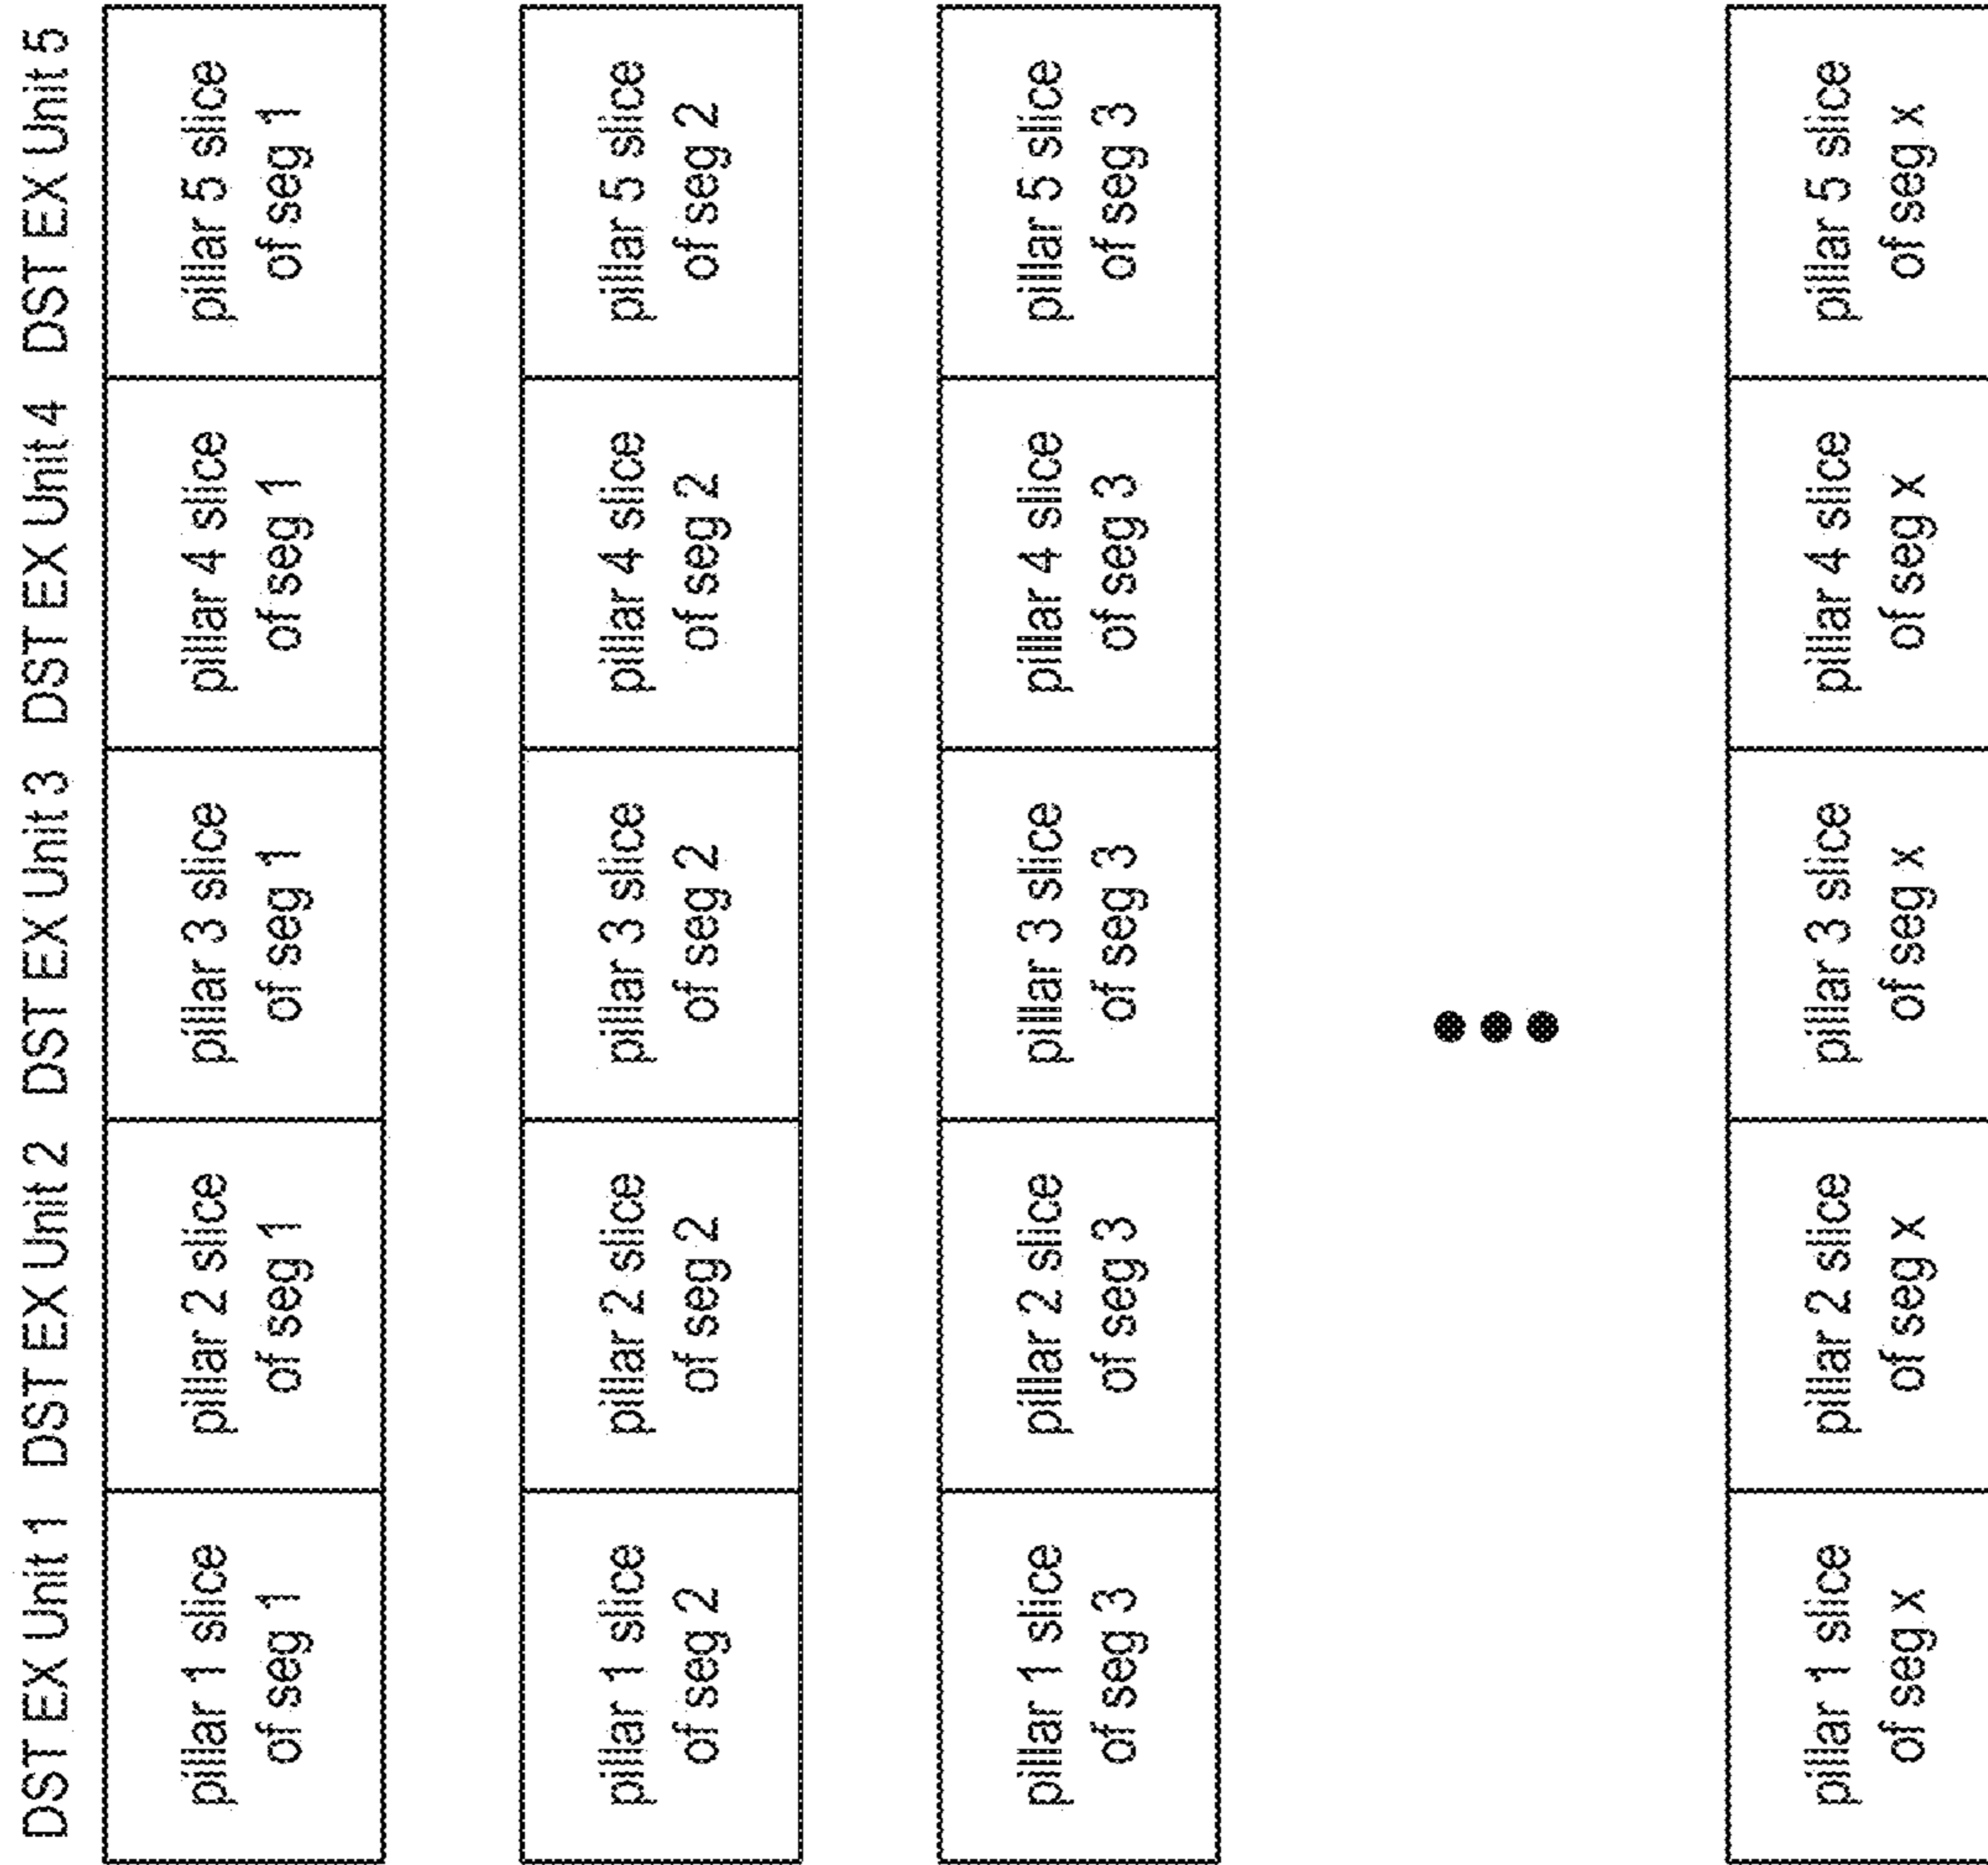 DST EX Unit 1 DST EX Unit 2 DST EX Unit 3 DST EX Unit 4 DST EX Unit 5
pillar 1 slice
of seg 1
pillar 2 slice
of seg 1
pillar 3 slice
of seg 1
pillar 4 slice
of seg 1
pillar 5 slice
of seg 1
pillar 1 slice
of seg 2
pillar 2 slice
of seg 2
pillar 3 slice
of seg 2
pillar 4 slice
of seg 2
pillar 5 slice
of seg 2
pillar 1 slice
of seg 3
pillar 2 slice
of seg 3
pillar 3 slice
of seg 3
pillar 4 slice
of seg 3
pillar 5 slice
of seg 3
pillar 1 slice
of seg x
pillar 2 slice
of seg x
pillar 3 slice
of seg x
pillar 4 slice
of seg x
pillar 5 slice
of seg x